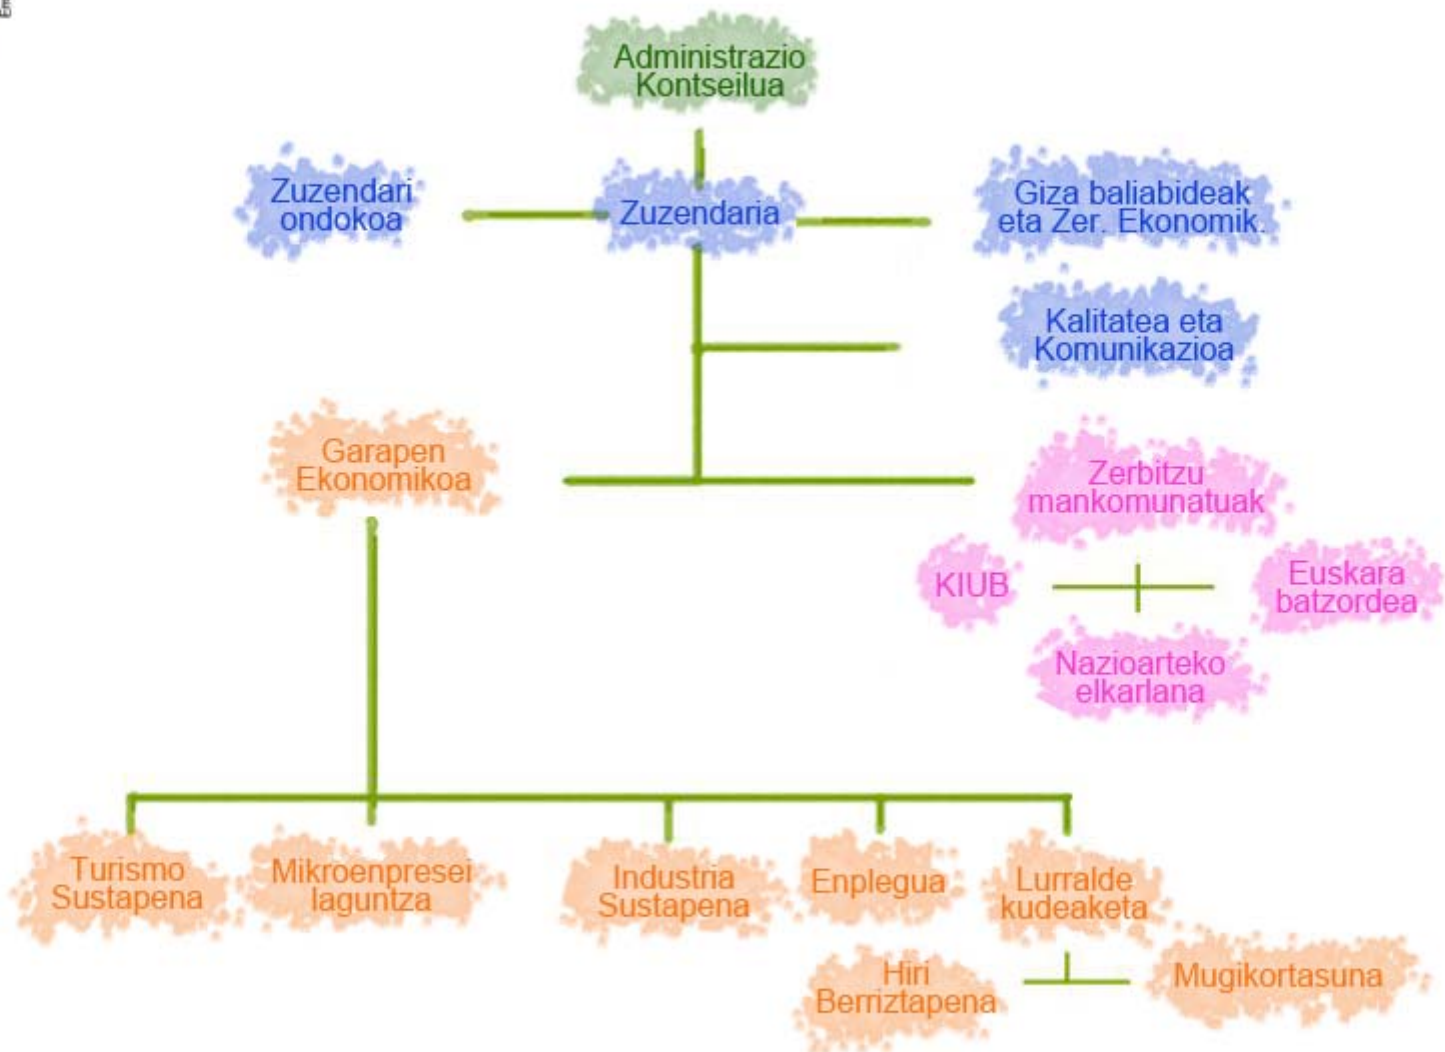 Administrazio
Kontseilua
Zuzendari
ondokoa
Zuzendaria
Giza baliabideak
eta Zer. Ekonomik.
Kalitatea eta
Komunikazioa
Garapen
Ekonomikoa
Zerbitzu
mankomunatuak
KIUB
Euskara
batzordea
Nazioarteko
elkarlana
Turismo
Sustapena
Mikroenpresei
laguntza
Industria
Sustapena
Enplegua
Lurralde
kudeaketa
Hiri
Berriztapena
Mugikortasuna